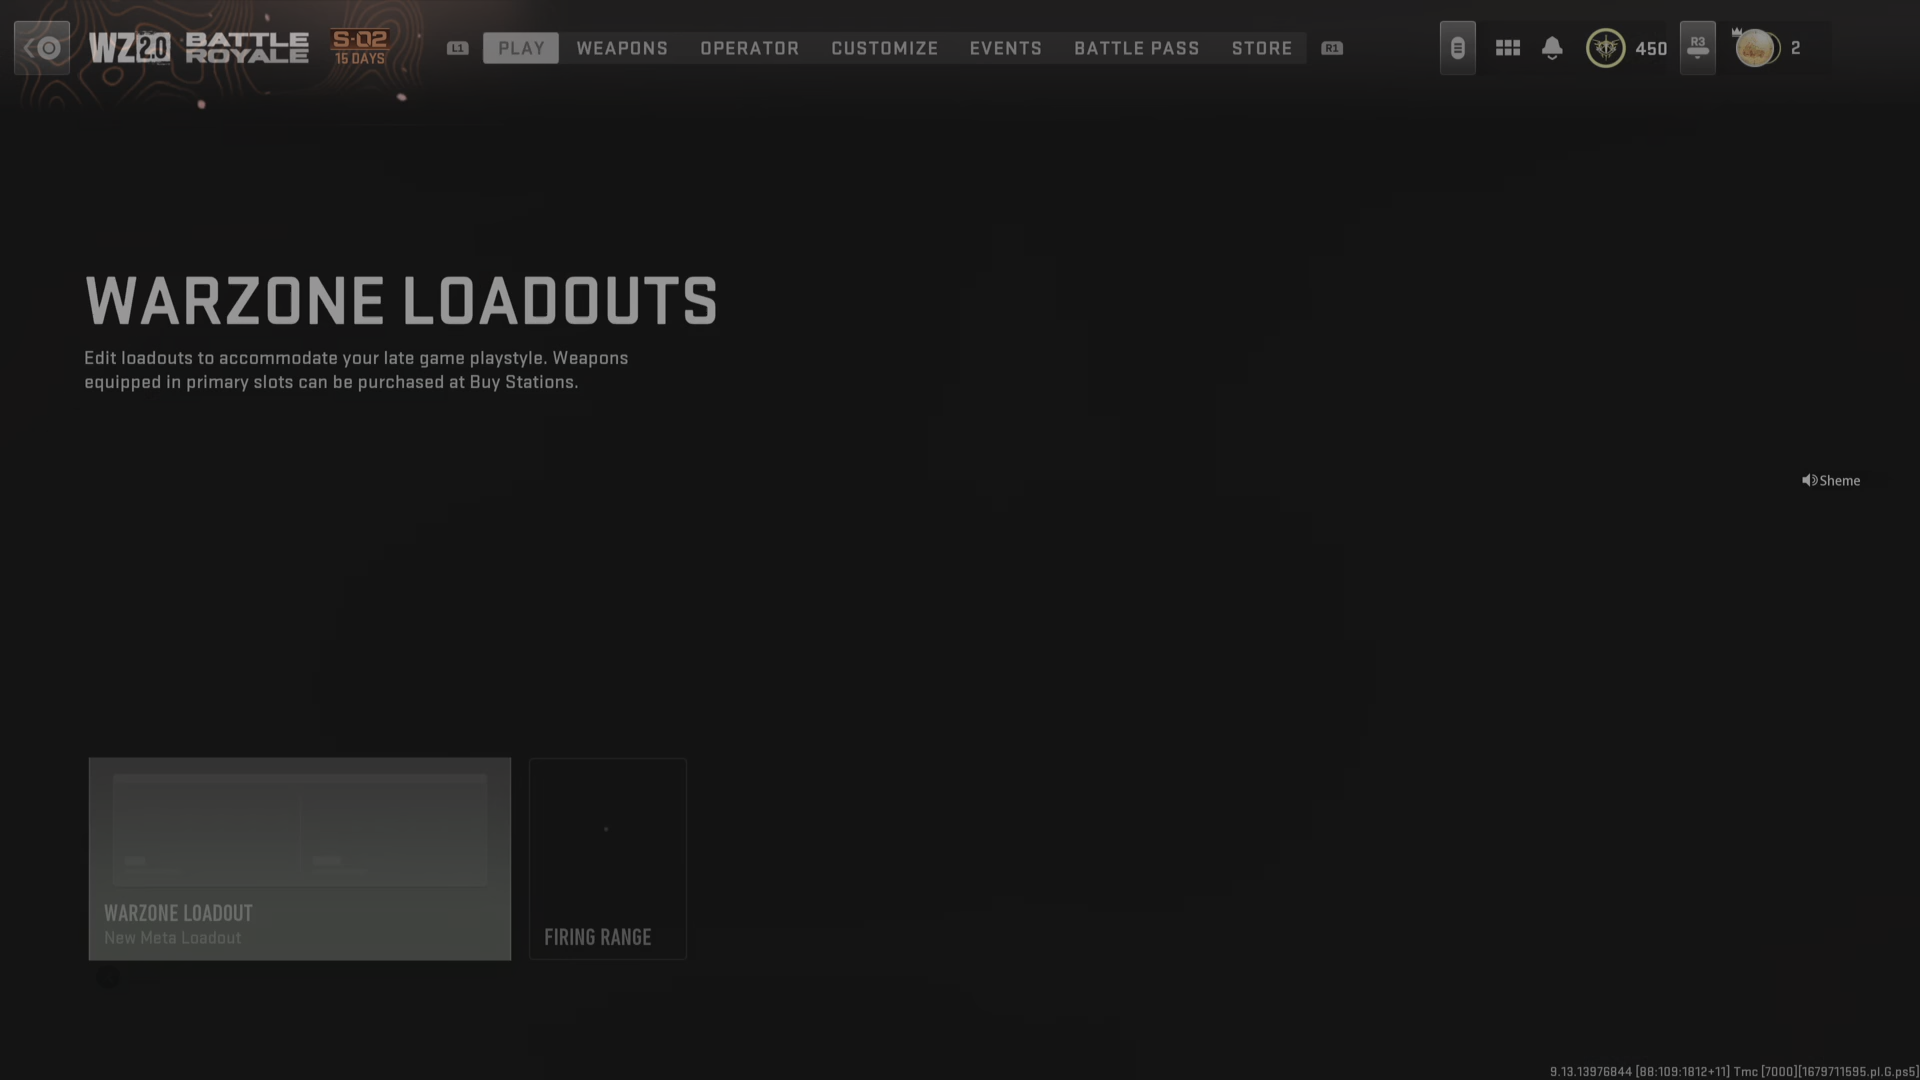 WZ2.0 BATTLE ROYALE S-02 15 DAYS
L1 PLAY WEAPONS OPERATOR CUSTOMIZE EVENTS BATTLE PASS STORE R1
450 R3 2
WARZONE LOADOUTS
Edit loadouts to accommodate your late game playstyle. Weapons
equipped in primary slots can be purchased at Buy Stations.
Sheme
WARZONE LOADOUT
New Meta Loadout
FIRING RANGE
9.13.13976844 [88:109:1812+11] Tmc [7000][1679711595.pl.G.ps5]